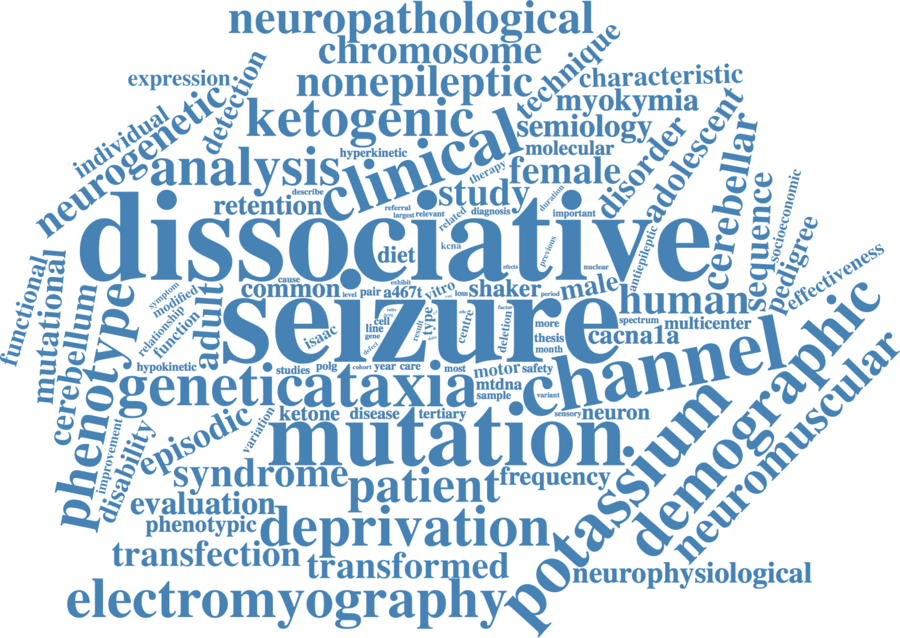 neuropathological
chromosome
technique
expression
nonepileptic
characteristic
detection
individual
neurogenetic
ketogenic
clinical
myokymia
semiology
molecular
disorder
adolescent
cerebellar
analysis
hyperkinetic
therapy
female
describe
retention
study
referral
largest
relevant
related
diagnosis
duration
important
socioeconomic
sequence
pedigree
antiepileptic
dissociative
diet
kcna
previous
effects
nuclear
effectiveness
functional
mutational
cerebellum
phenotype
symptom
modified
relationship
function
adult
common
cause
level
pair
exhibit
a467t
vitro
loss
shaker
period
male
human
seizure
isaac
cell
line
gene
defect
result
type
centre
deletion
more
thesis
month
spectrum
multicenter
cacna1a
channel
demographic
neuromuscular
hypokinetic
studies
polg
cohort
year
care
most
motor
safety
mtdna
sample
variant
genetic
ataxia
improvement
disability
episodic
variation
ketone
disease
tertiary
sensory
neuron
mutation
potassium
syndrome
patient
frequency
evaluation
phenotypic
deprivation
transfection
transformed
neurophysiological
electromyography